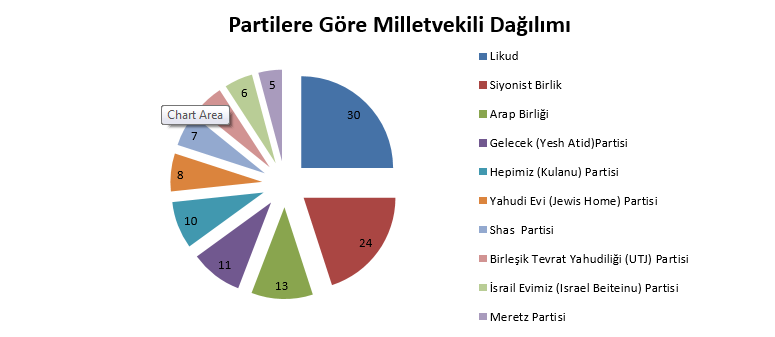 Partilere Göre Milletvekili Dağılımı
30
24
13
11
10
8
7
6
5
Chart Area
Likud
Siyonist Birlik
Arap Birliği
Gelecek (Yesh Atid)Partisi
Hepimiz (Kulanu) Partisi
Yahudi Evi (Jewis Home) Partisi
Shas  Partisi
Birleşik Tevrat Yahudiliği (UTJ) Partisi
İsrail Evimiz (Israel Beiteinu) Partisi
Meretz Partisi